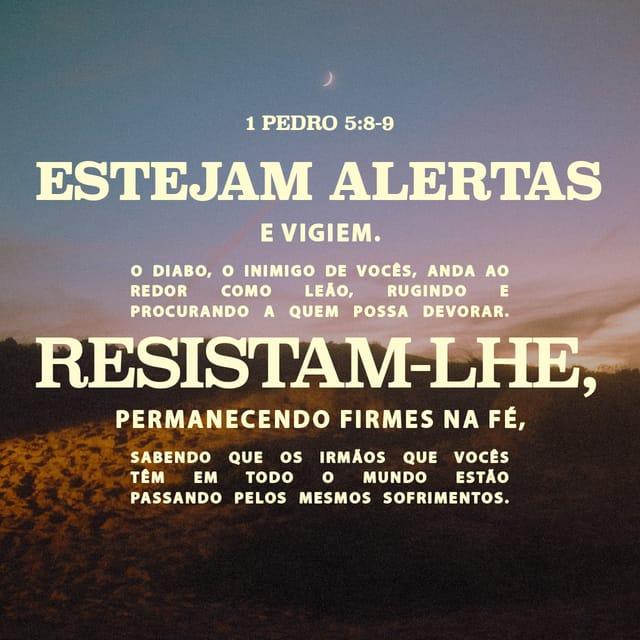 1 PEDRO 5:8-9
ESTEJAM ALERTAS
E VIGIEM.
O DIABO, O INIMIGO DE VOCÊS, ANDA AO
REDOR COMO LEÃO, RUGINDO E
PROCURANDO A QUEM POSSA DEVORAR.
RESISTAM-LHE,
PERMANECENDO FIRMES NA FÉ,
SABENDO QUE OS IRMÃOS QUE VOCÊS
TÊM EM TODO O MUNDO ESTÃO
PASSANDO PELOS MESMOS SOFRIMENTOS.